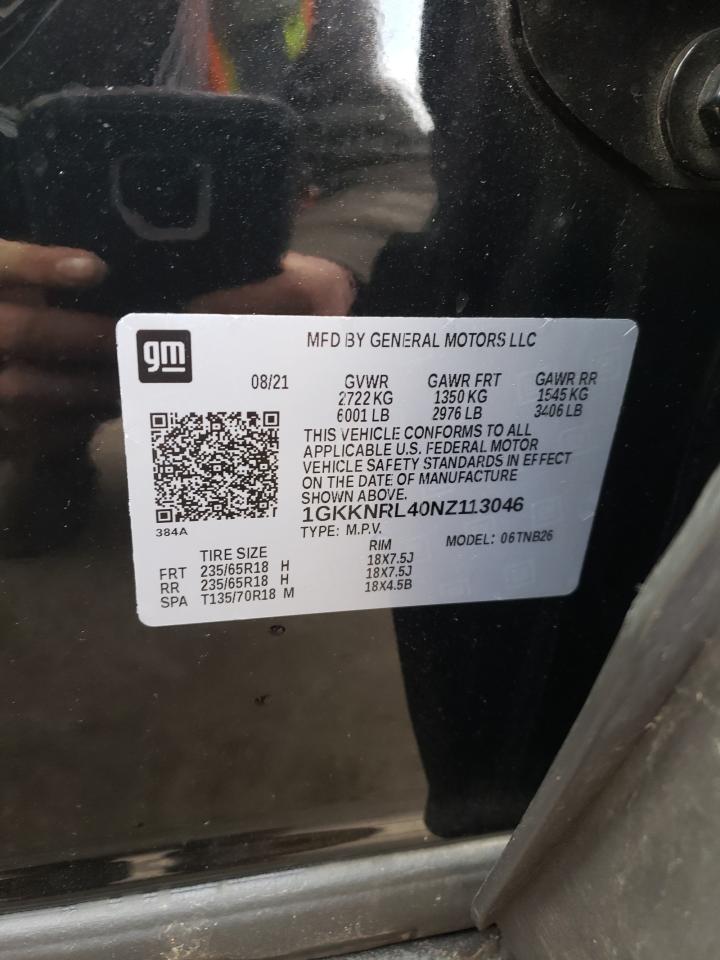 gm
MFD BY GENERAL MOTORS LLC
08/21 GVWR GAWR FRT GAWR RR
2722 KG 1350 KG 1545 KG
6001 LB 2976 LB 3406 LB
THIS VEHICLE CONFORMS TO ALL
APPLICABLE U.S. FEDERAL MOTOR
VEHICLE SAFETY STANDARDS IN EFFECT
ON THE DATE OF MANUFACTURE
SHOWN ABOVE.
1GKKNRL40NZ113046
384A
TYPE: M.P.V. MODEL: 06TNB26
TIRE SIZE RIM
FRT 235/65R18 H 18X7.5J
RR 235/65R18 H 18X7.5J
SPA T135/70R18 M 18X4.5B